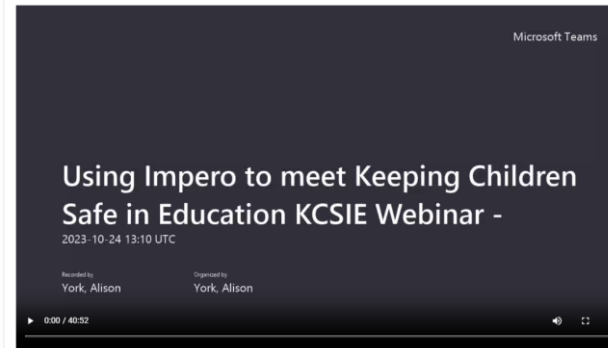 Microsoft Teams
Using Impero to meet Keeping Children
Safe in Education KCSIE Webinar -
2023-10-24 13:10 UTC
Recorded by
York, Alison
Organized by
York, Alison
0:00 / 40:52